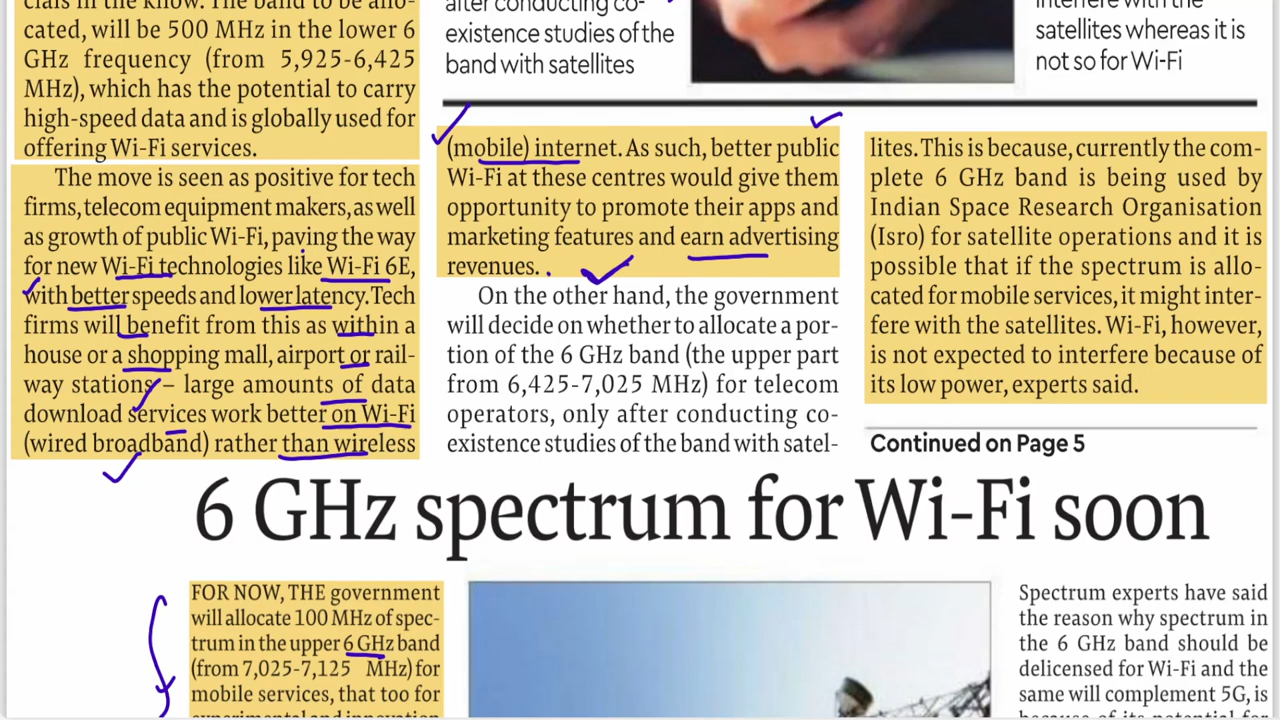 cials in the know. The band to be allo-
cated, will be 500 MHz in the lower 6
GHz frequency (from 5,925-6,425
MHz), which has the potential to carry
high-speed data and is globally used for
offering Wi-Fi services.
The move is seen as positive for tech
firms, telecom equipment makers, as well
as growth of public Wi-Fi, paving the way
for new Wi-Fi technologies like Wi-Fi 6E,
with better speeds and lower latency. Tech
firms will benefit from this as within a
house or a shopping mall, airport or rail-
way stations – large amounts of data
download services work better on Wi-Fi
(wired broadband) rather than wireless
after conducting co-
existence studies of the
band with satellites
interfere with the
satellites whereas it is
not so for Wi-Fi
(mobile) internet. As such, better public
Wi-Fi at these centres would give them
opportunity to promote their apps and
marketing features and earn advertising
revenues.
On the other hand, the government
will decide on whether to allocate a por-
tion of the 6 GHz band (the upper part
from 6,425-7,025 MHz) for telecom
operators, only after conducting co-
existence studies of the band with satel-
lites. This is because, currently the com-
plete 6 GHz band is being used by
Indian Space Research Organisation
(Isro) for satellite operations and it is
possible that if the spectrum is allo-
cated for mobile services, it might inter-
fere with the satellites. Wi-Fi, however,
is not expected to interfere because of
its low power, experts said.
Continued on Page 5
6 GHz spectrum for Wi-Fi soon
FOR NOW, THE government
will allocate 100 MHz of spec-
trum in the upper 6 GHz band
(from 7,025-7,125 MHz) for
mobile services, that too for
experimental and innovation
Spectrum experts have said
the reason why spectrum in
the 6 GHz band should be
delicensed for Wi-Fi and the
same will complement 5G, is
because of its potential for